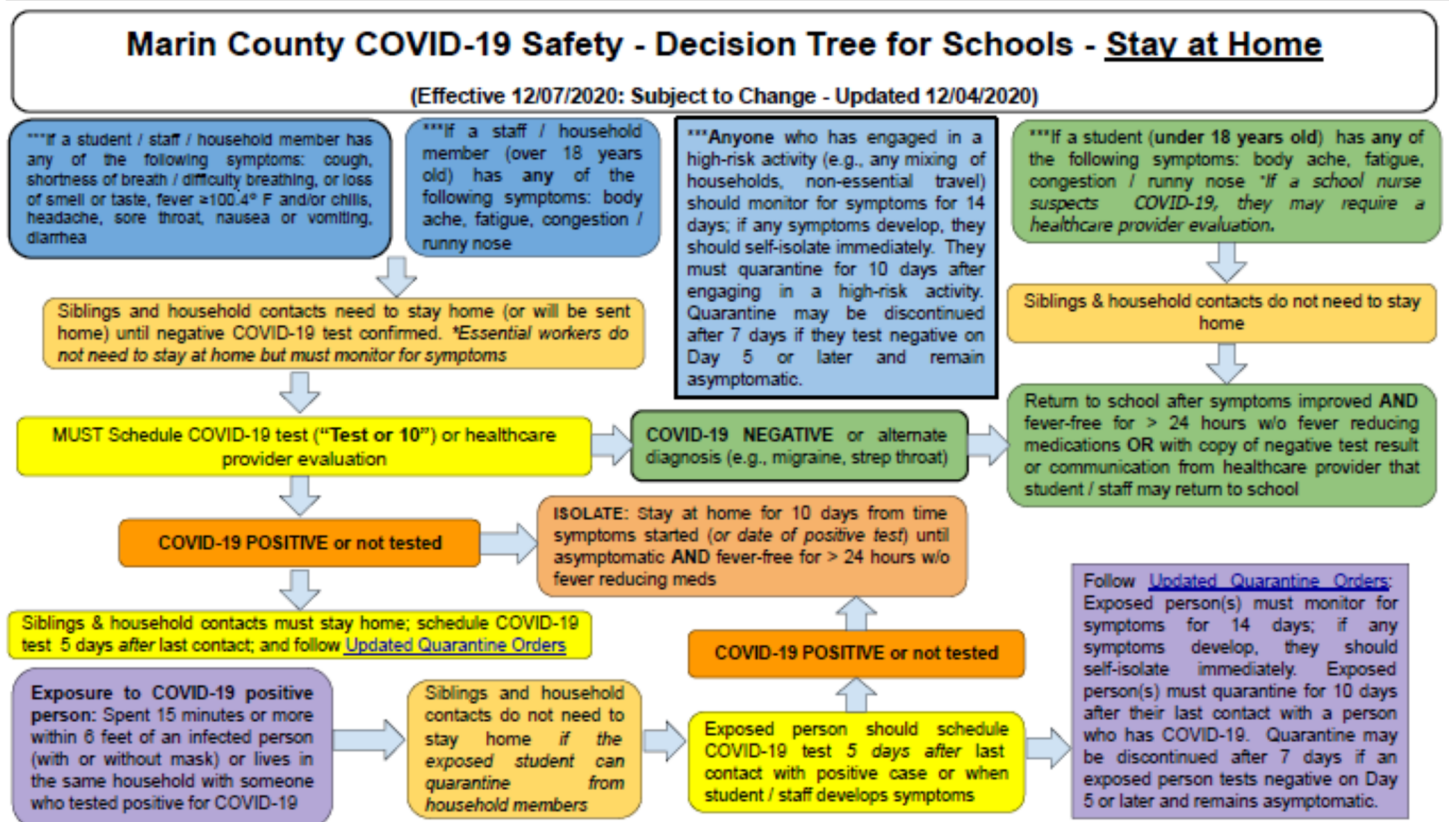 Marin County COVID-19 Safety - Decision Tree for Schools - Stay at Home
(Effective 12/07/2020: Subject to Change - Updated 12/04/2020)
***If a student / staff / household member has
any of the following symptoms: cough,
shortness of breath / difficulty breathing, or loss
of smell or taste, fever ≥100.4° F and/or chills,
headache, sore throat, nausea or vomiting,
diarrhea
***If a staff / household
member (over 18 years
old) has any of the
following symptoms: body
ache, fatigue, congestion /
runny nose
***Anyone who has engaged in a
high-risk activity (e.g., any mixing of
households, non-essential travel)
should monitor for symptoms for 14
days; if any symptoms develop, they
should self-isolate immediately. They
must quarantine for 10 days after
engaging in a high-risk activity.
Quarantine may be discontinued
after 7 days if they test negative on
Day 5 or later and remain
asymptomatic.
***If a student (under 18 years old) has any of
the following symptoms: body ache, fatigue,
congestion / runny nose *If a school nurse
suspects COVID-19, they may require a
healthcare provider evaluation.
Siblings and household contacts need to stay home (or will be sent
home) until negative COVID-19 test confirmed. *Essential workers do
not need to stay at home but must monitor for symptoms
Siblings & household contacts do not need to stay
home
MUST Schedule COVID-19 test ("Test or 10") or healthcare
provider evaluation
COVID-19 NEGATIVE or alternate
diagnosis (e.g., migraine, strep throat)
Return to school after symptoms improved AND
fever-free for > 24 hours w/o fever reducing
medications OR with copy of negative test result
or communication from healthcare provider that
student / staff may return to school
COVID-19 POSITIVE or not tested
ISOLATE: Stay at home for 10 days from time
symptoms started (or date of positive test) until
asymptomatic AND fever-free for > 24 hours w/o
fever reducing meds
Siblings & household contacts must stay home; schedule COVID-19
test 5 days after last contact; and follow Updated Quarantine Orders
COVID-19 POSITIVE or not tested
Exposure to COVID-19 positive
person: Spent 15 minutes or more
within 6 feet of an infected person
(with or without mask) or lives in
the same household with someone
who tested positive for COVID-19
Siblings and household
contacts do not need to
stay home if the
exposed student can
quarantine from
household members
Exposed person should schedule
COVID-19 test 5 days after last
contact with positive case or when
student / staff develops symptoms
Follow Updated Quarantine Orders:
Exposed person(s) must monitor for
symptoms for 14 days; if any
symptoms develop, they should
self-isolate immediately. Exposed
person(s) must quarantine for 10 days
after their last contact with a person
who has COVID-19. Quarantine may
be discontinued after 7 days if an
exposed person tests negative on Day
5 or later and remains asymptomatic.